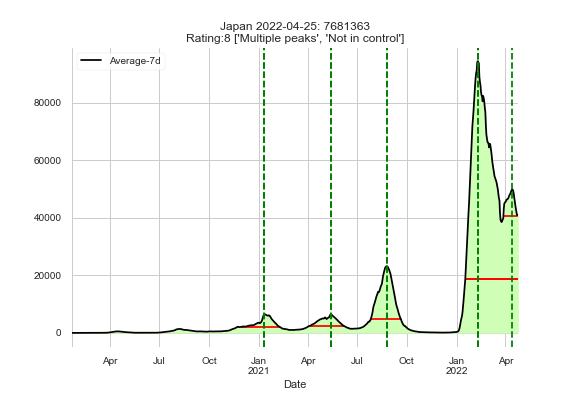 Japan 2022-04-25: 7681363
Rating:8 ['Multiple peaks', 'Not in control']
Average-7d
80000
60000
40000
20000
0
Apr Jul Oct Jan Apr Jul Oct Jan Apr
2021 2022
Date